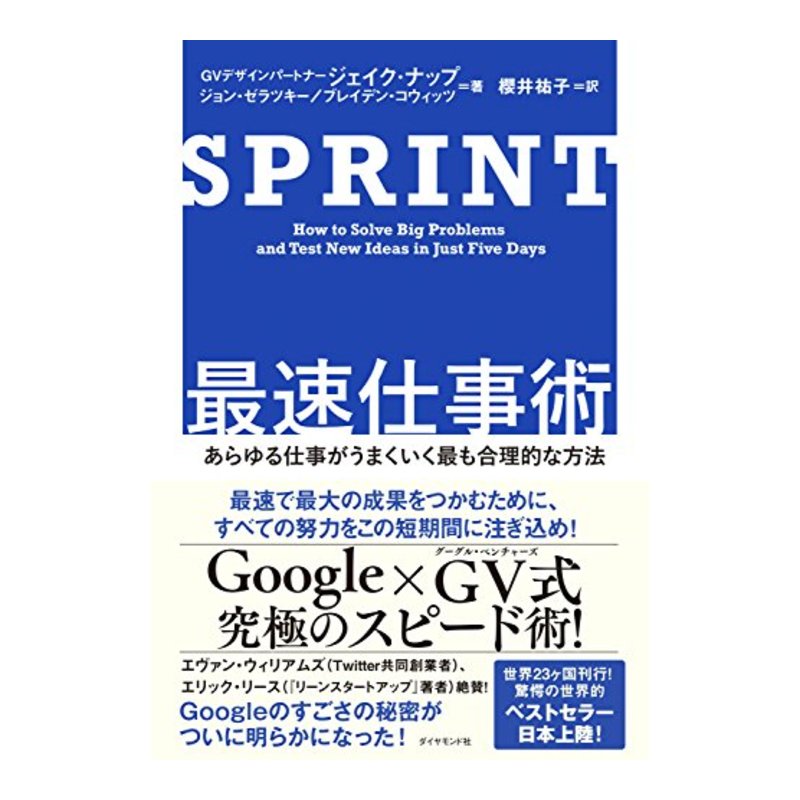 GVデザインパートナー ジェイク・ナップ
ジョン・ゼラツキー/ブレイデン・コウィッツ =著 櫻井祐子=訳
SPRINT
How to Solve Big Problems
and Test New Ideas in Just Five Days
最速仕事術
あらゆる仕事がうまくいく最も合理的な方法
最速で最大の成果をつかむために、
すべての努力をこの短期間に注ぎ込め!
グーグル・ベンチャーズ
Google×GV式
究極のスピード術!
エヴァン・ウィリアムズ(Twitter共同創業者)、
エリック・リース(『リーンスタートアップ』著者)絶賛!
Googleのすごさの秘密が
ついに明らかになった!
世界23ヶ国刊行!
驚愕の世界的
ベストセラー
日本上陸!
ダイヤモンド社